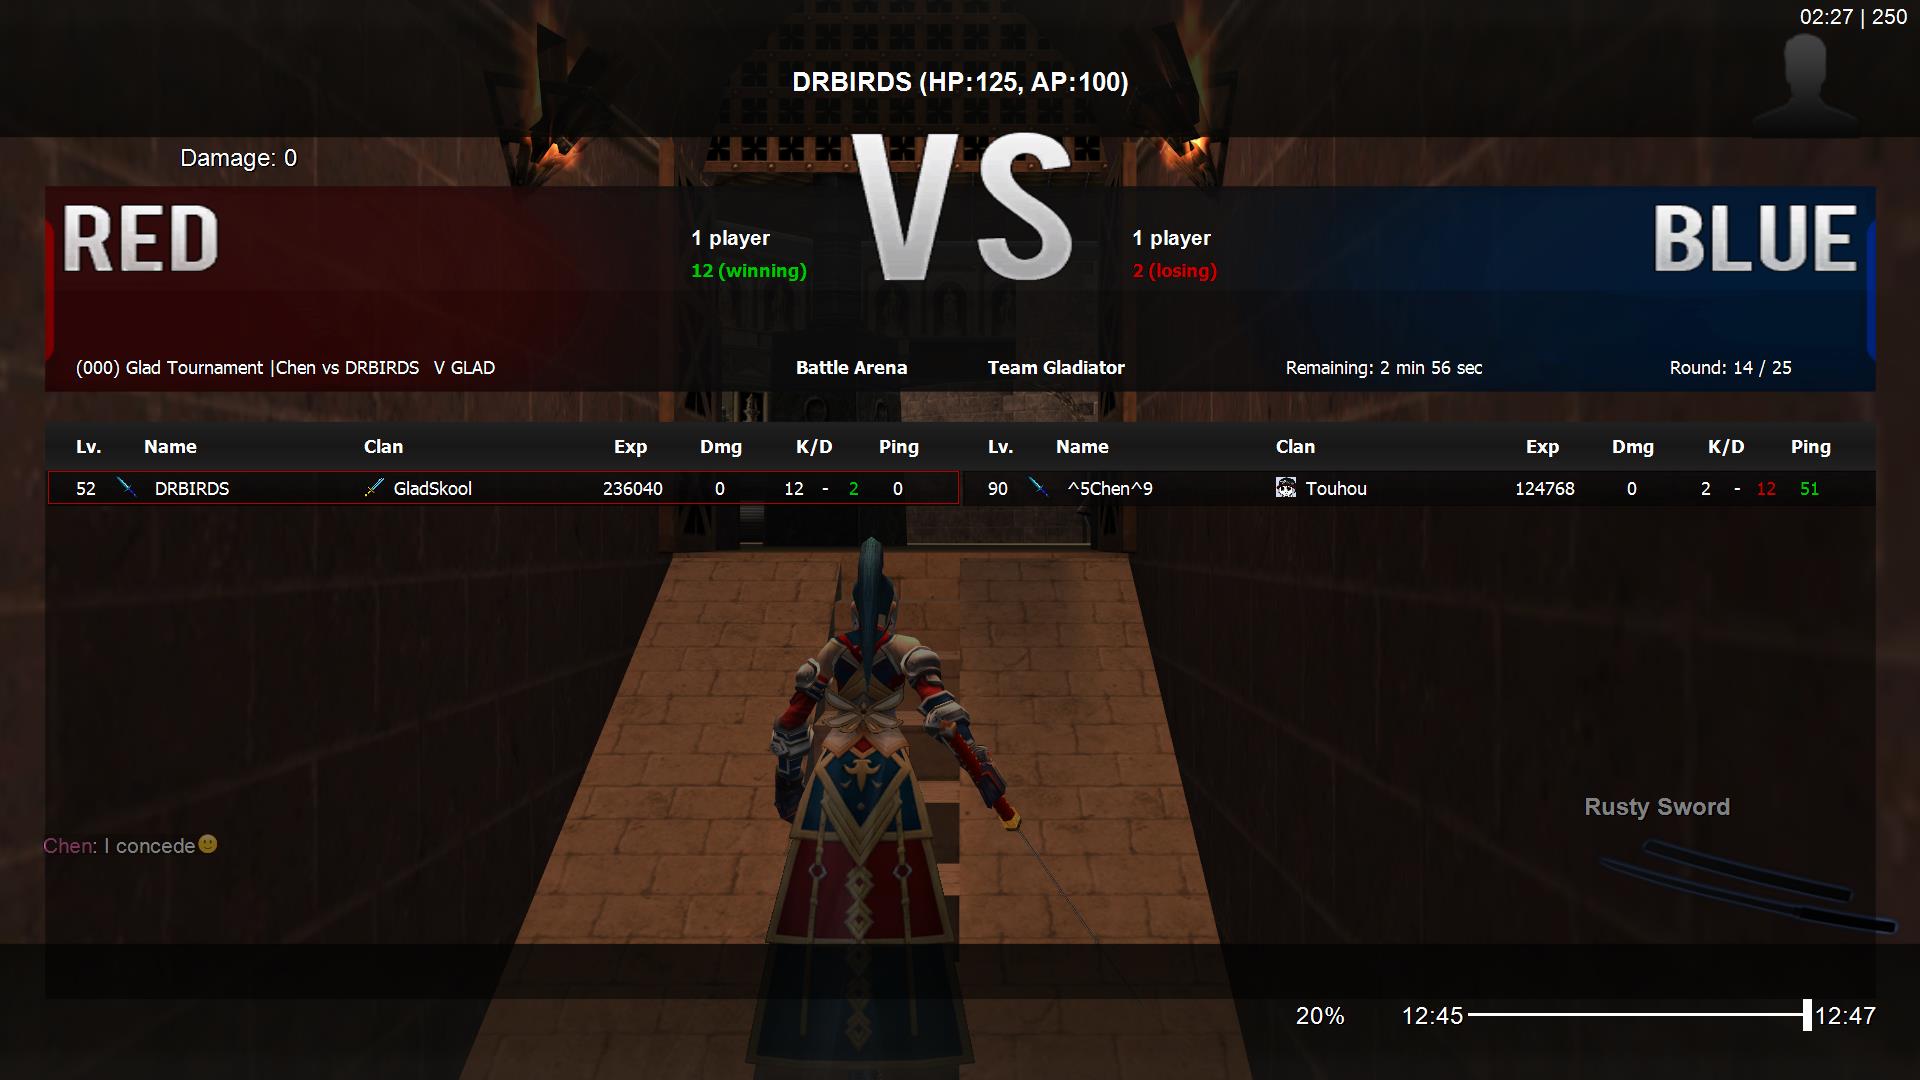 02:27 | 250
DRBIRDS (HP:125, AP:100)
Damage: 0
RED
VS
BLUE
1 player
12 (winning)
1 player
2 (losing)
(000) Glad Tournament |Chen vs DRBIRDS V GLAD
Battle Arena
Team Gladiator
Remaining: 2 min 56 sec
Round: 14 / 25
Lv. Name Clan Exp Dmg K/D Ping Lv. Name Clan Exp Dmg K/D Ping
52 DRBIRDS GladSkool 236040 0 12 - 2 0 90 ^5Chen^9 Touhou 124768 0 2 - 12 51
Rusty Sword
Chen: I concede
20% 12:45 12:47